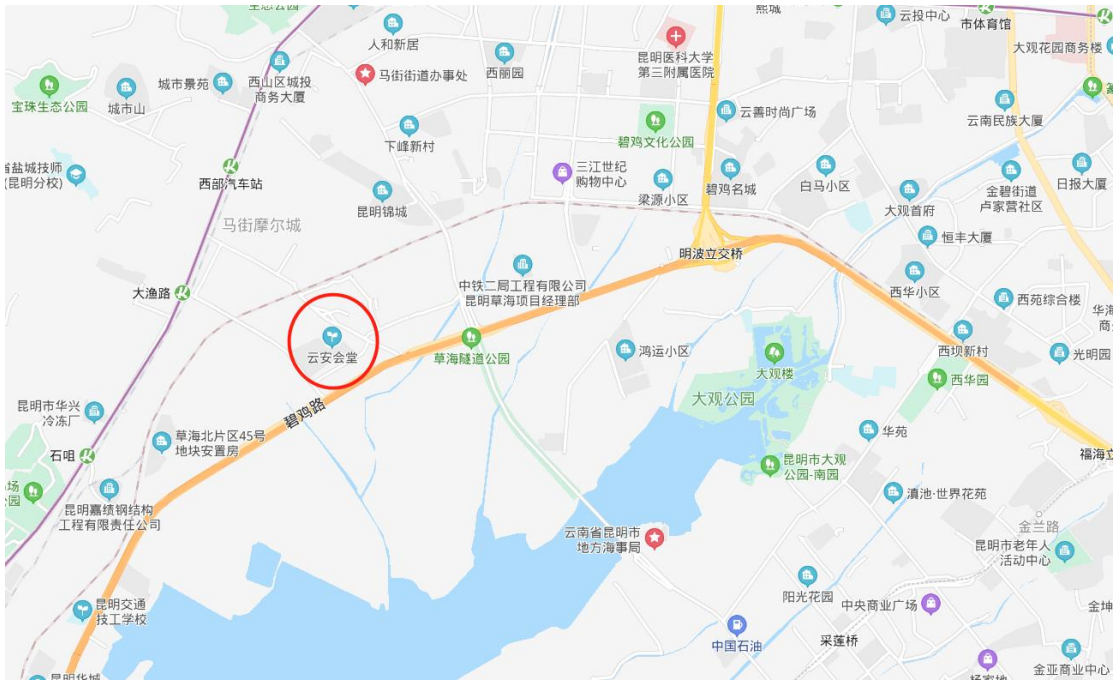 生态公园
熙城
云投中心
市体育馆
人和新居
大观花园商务楼
西丽园
昆明医科大学
第三附属医院
马街街道办事处
西山区城投
商务大厦
城市景苑
城市山
宝珠生态公园
云善时尚广场
云南民族大厦
碧鸡文化公园
下峰新村
省盐城技师
(昆明分校)
西部汽车站
三江世纪
购物中心
梁源小区
碧鸡名城
白马小区
金碧街道
卢家营社区
日报大厦
昆明锦城
大观首府
马街摩尔城
恒丰大厦
明波立交桥
中铁二局工程有限公司
昆明草海项目经理部
大渔路
西华小区
西苑综合楼
云安会堂
草海隧道公园
鸿运小区
大观楼
西坝新村
光明园
西华园
大观公园
碧鸡路
昆明市华兴
冷冻厂
草海北片区45号
地块安置房
华苑
石咀
福海立
昆明市大观
公园-南园
滇池·世界花苑
昆明嘉绩钢结构
工程有限责任公司
云南省昆明市
地方海事局
金兰路
昆明市老年人
活动中心
昆明交通
技工学校
阳光花园
中央商业广场
金坤
中国石油
采莲桥
金亚商业中心
昆明华城